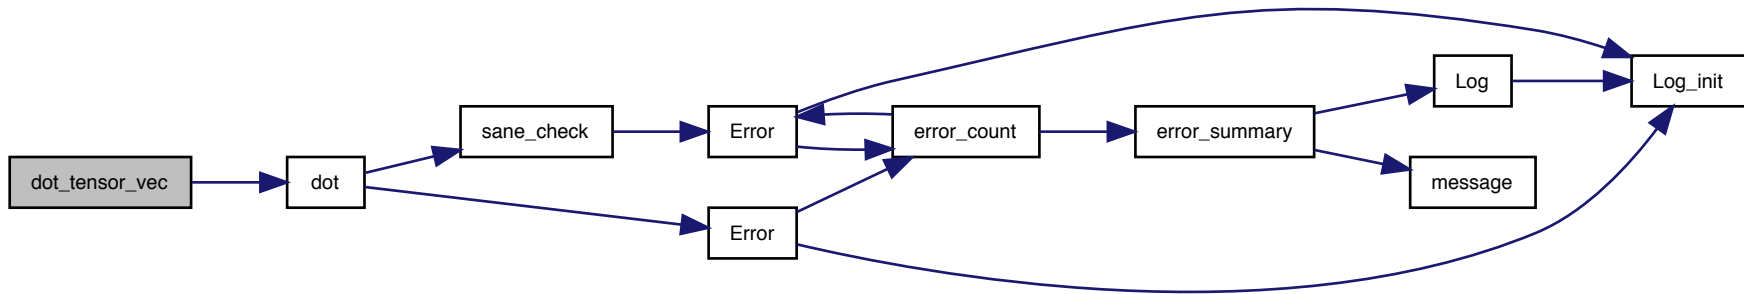 dot_tensor_vec
dot
sane_check
Error
Error
error_count
error_summary
Log
message
Log_init